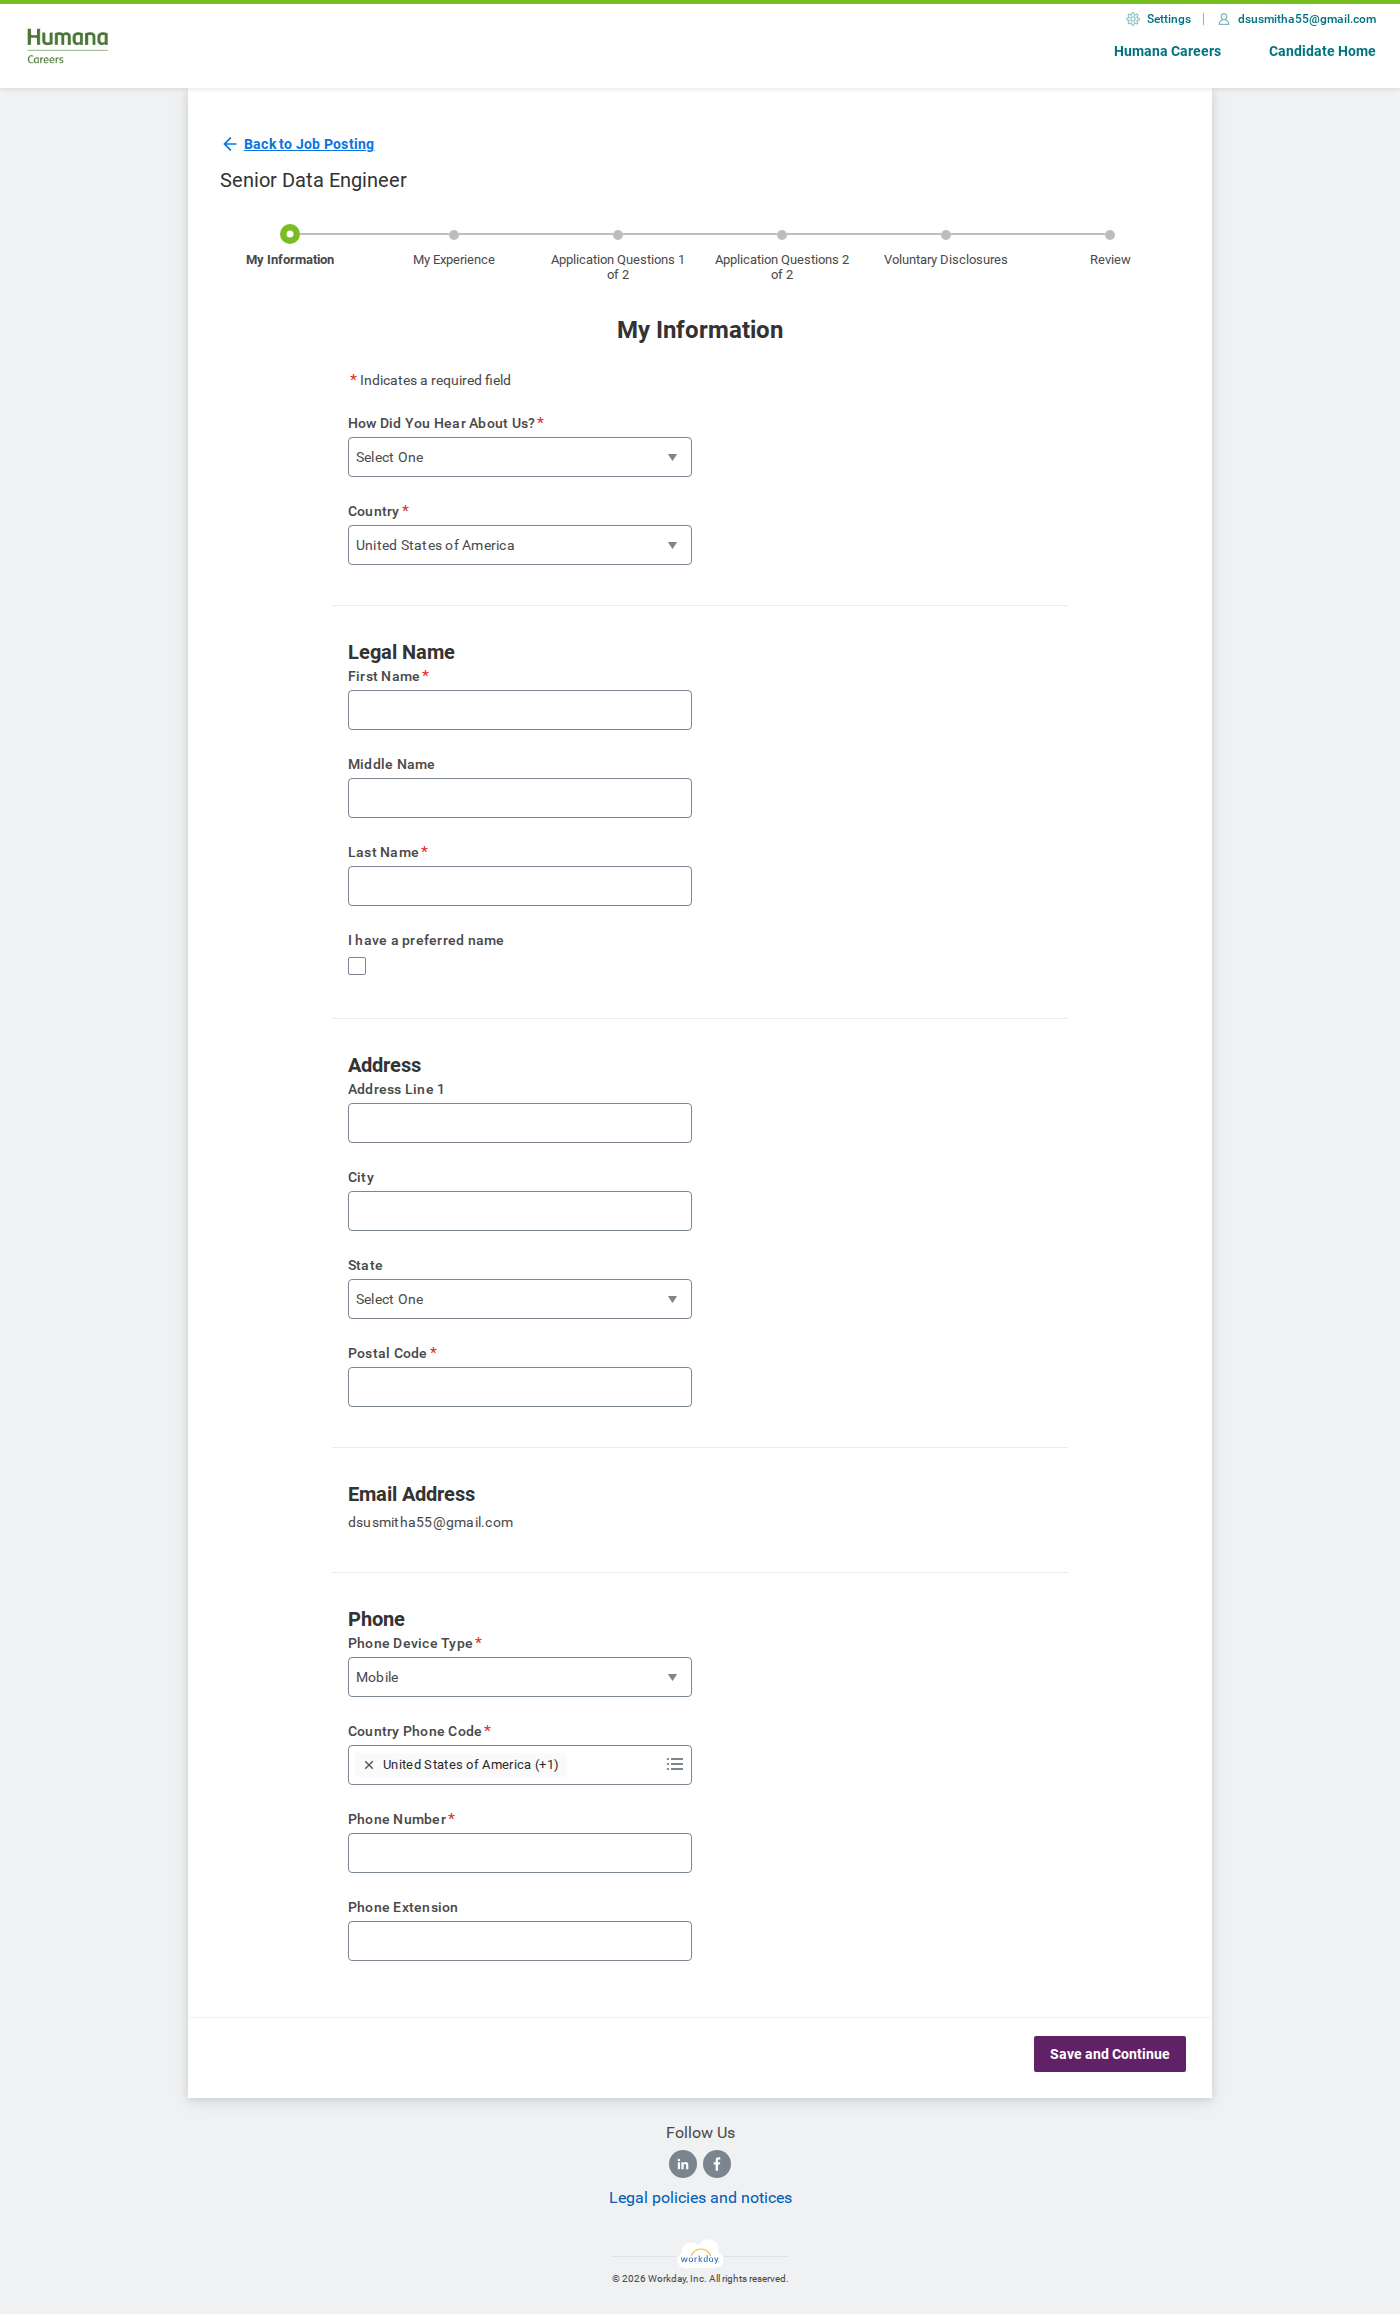 Settings
dsusmitha55@gmail.com
Humana
Careers
Humana Careers
Candidate Home
Back to Job Posting
Senior Data Engineer
My Information
My Experience
Application Questions 1
of 2
Application Questions 2
of 2
Voluntary Disclosures
Review
My Information
* Indicates a required field
How Did You Hear About Us?*
Select One
Country*
United States of America
Legal Name
First Name*
Middle Name
Last Name*
I have a preferred name
Address
Address Line 1
City
State
Select One
Postal Code*
Email Address
dsusmitha55@gmail.com
Phone
Phone Device Type*
Mobile
Country Phone Code*
United States of America (+1)
Phone Number*
Phone Extension
Save and Continue
Follow Us
in f
Legal policies and notices
workday
© 2026 Workday, Inc. All rights reserved.